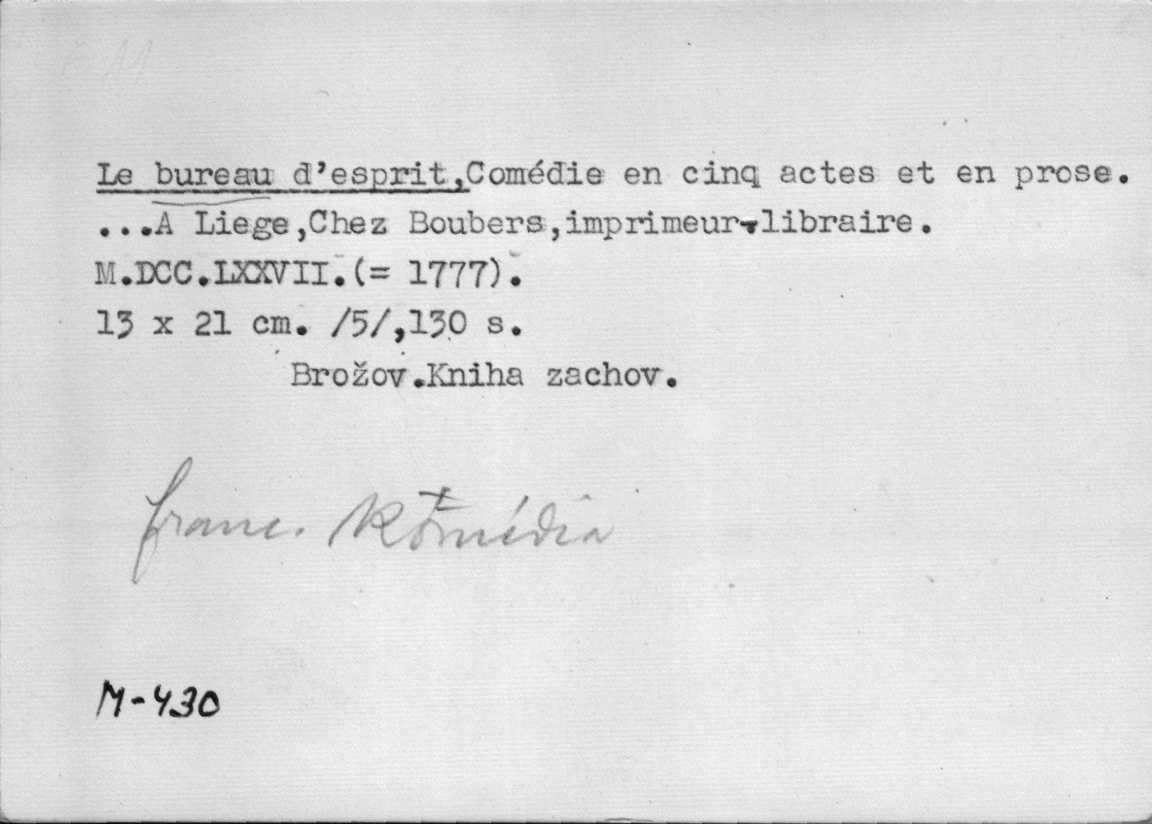 Le bureau d'esprit,Comédie en cinq actes et en prose.
...A Liege,Chez Boubers,imprimeur-libraire.
M.DCC.LXXVII.(= 1777).
13 x 21 cm. /5/,130 s.
Brožov.Kniha zachov.
franc. komédia
M-430